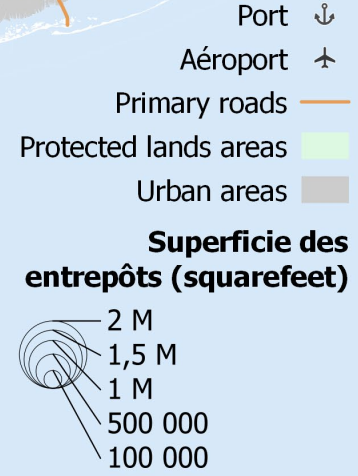 Port
Aéroport
Primary roads
Protected lands areas
Urban areas
Superficie des
entrepôts (squarefeet)
2 M
1,5 M
1 M
500 000
100 000